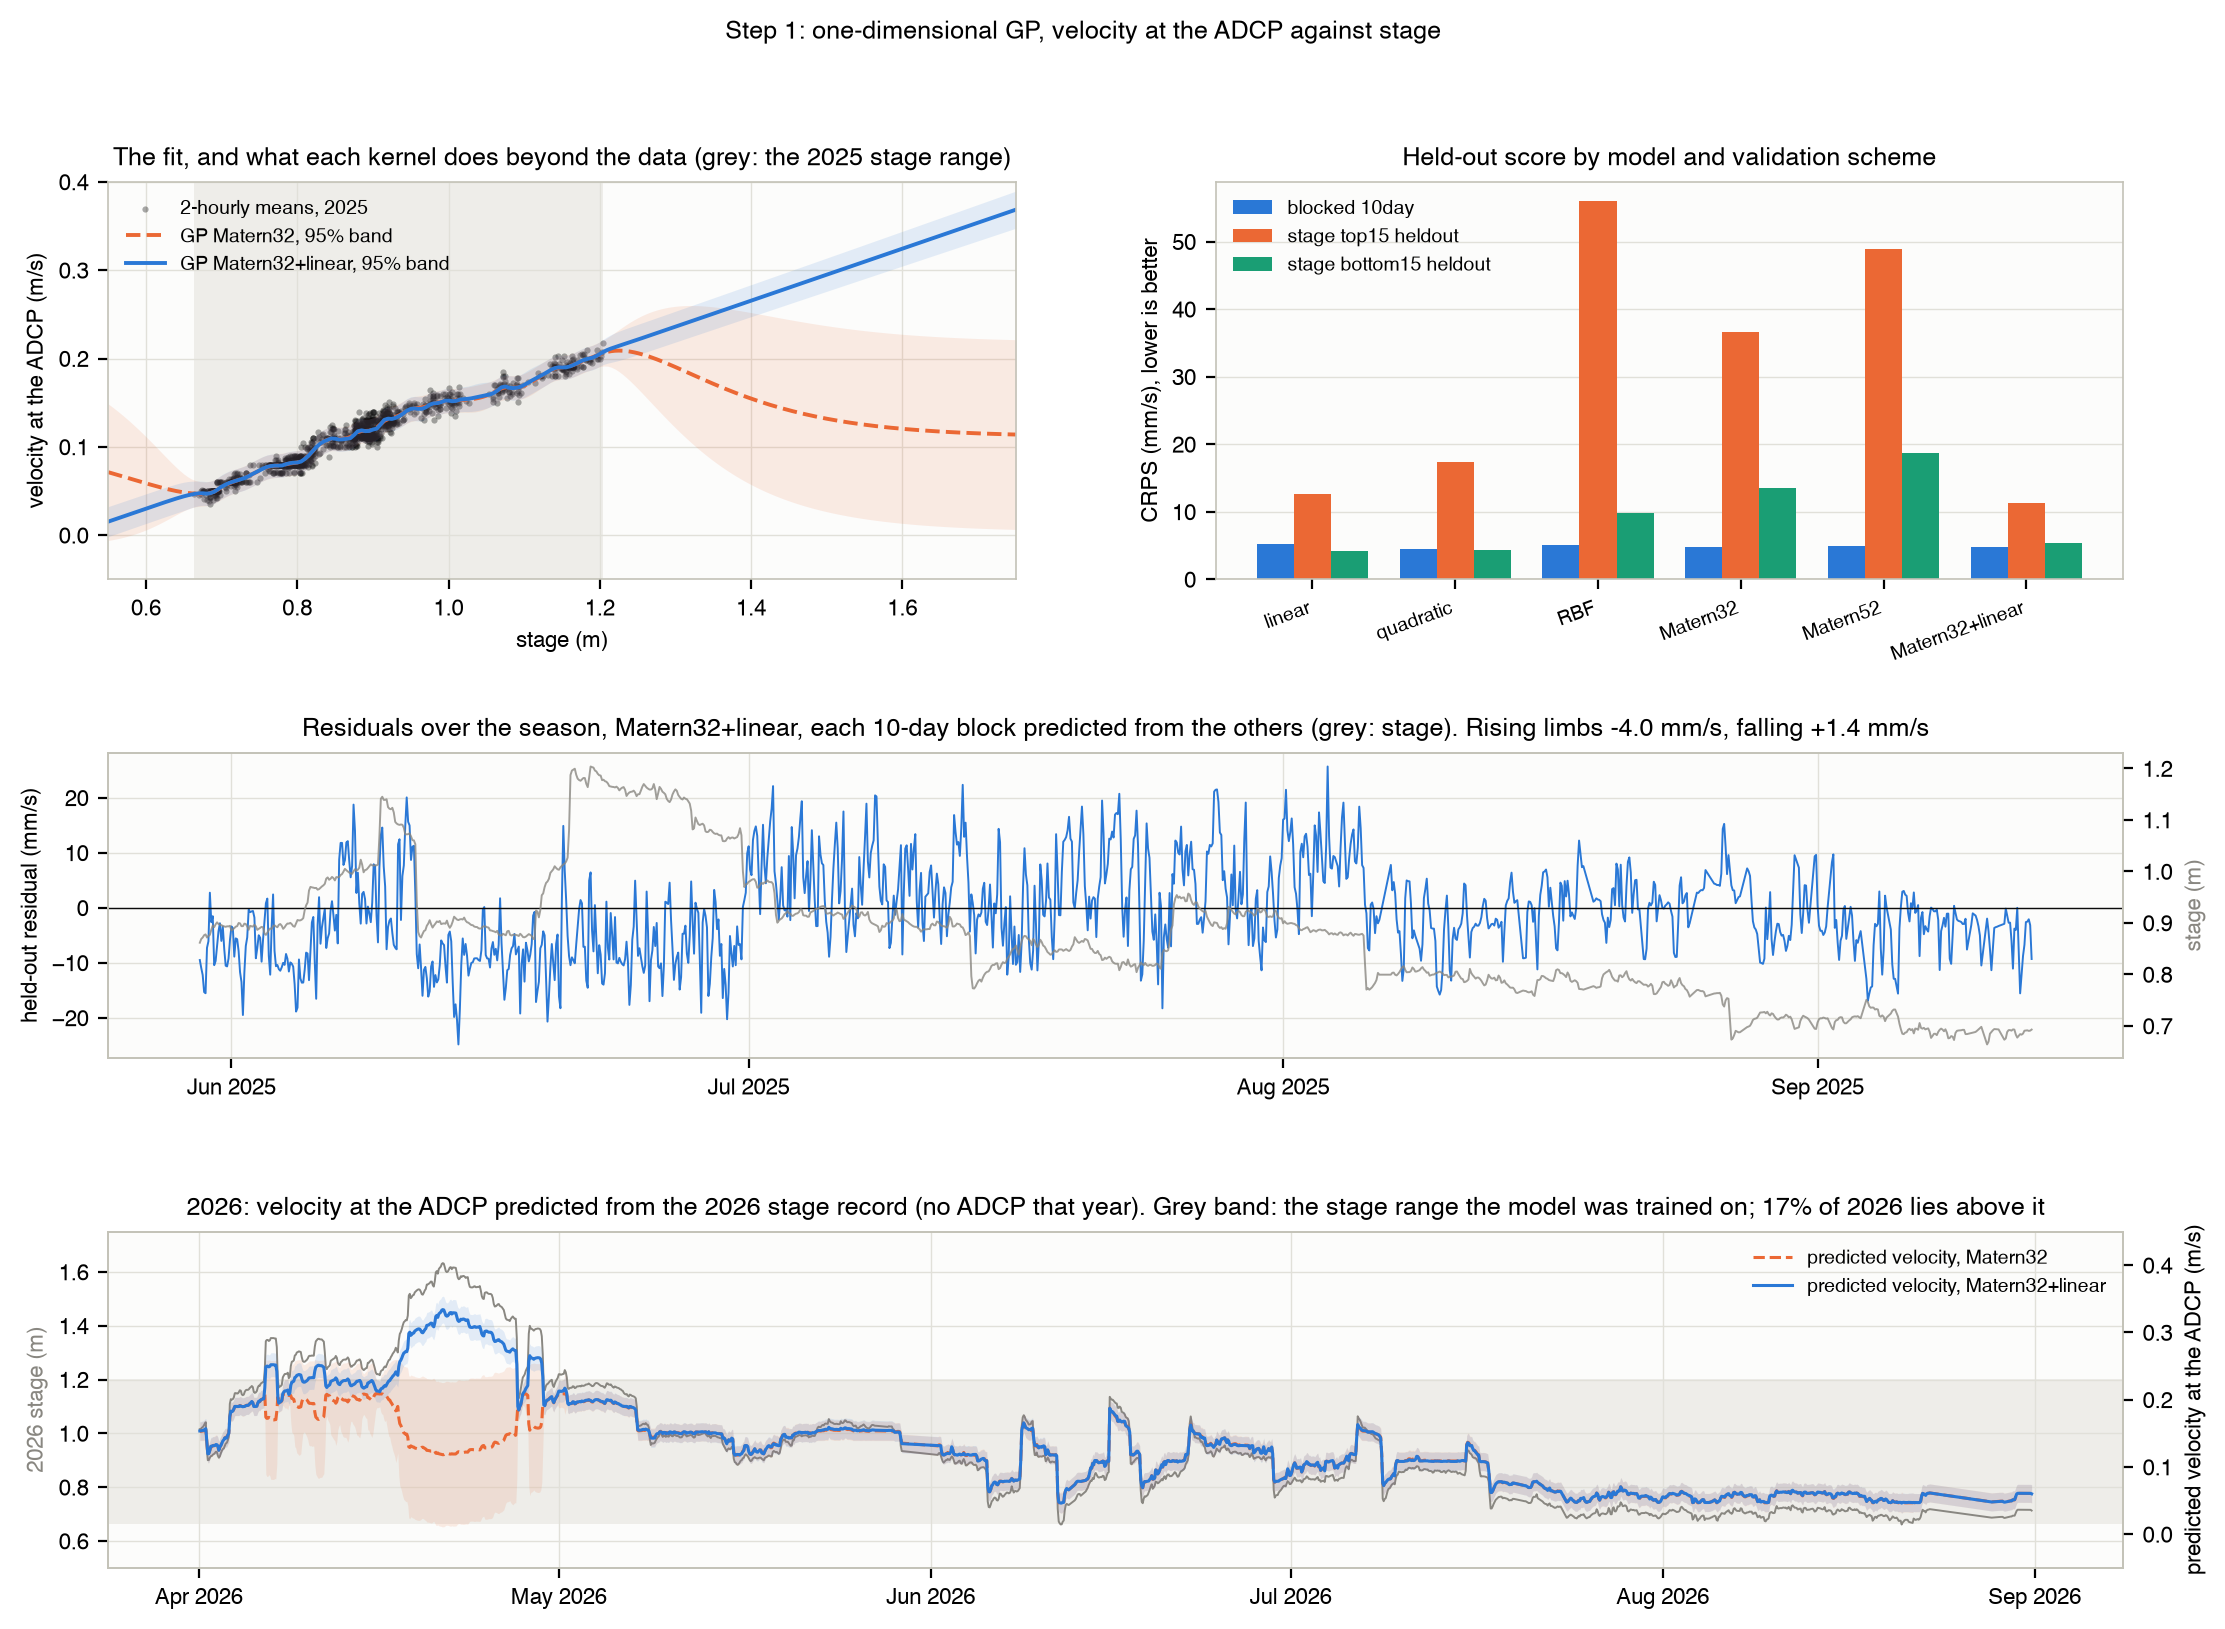 Step 1: one-dimensional GP, velocity at the ADCP against stage
The fit, and what each kernel does beyond the data (grey: the 2025 stage range)
velocity at the ADCP (m/s)
0.4
0.3
0.2
0.1
0.0
2-hourly means, 2025
GP Matern32, 95% band
GP Matern32+linear, 95% band
0.6
0.8
1.0
1.2
1.4
1.6
stage (m)
Held-out score by model and validation scheme
CRPS (mm/s), lower is better
50
40
30
20
10
0
blocked 10day
stage top15 heldout
stage bottom15 heldout
linear
quadratic
RBF
Matern32
Matern52
Matern32+linear
Residuals over the season, Matern32+linear, each 10-day block predicted from the others (grey: stage). Rising limbs -4.0 mm/s, falling +1.4 mm/s
held-out residual (mm/s)
20
10
0
−10
−20
1.2
1.1
1.0
0.9
0.8
0.7
stage (m)
Jun 2025
Jul 2025
Aug 2025
Sep 2025
2026: velocity at the ADCP predicted from the 2026 stage record (no ADCP that year). Grey band: the stage range the model was trained on; 17% of 2026 lies above it
2026 stage (m)
1.6
1.4
1.2
1.0
0.8
0.6
predicted velocity, Matern32
predicted velocity, Matern32+linear
0.4
0.3
0.2
0.1
0.0
predicted velocity at the ADCP (m/s)
Apr 2026
May 2026
Jun 2026
Jul 2026
Aug 2026
Sep 2026